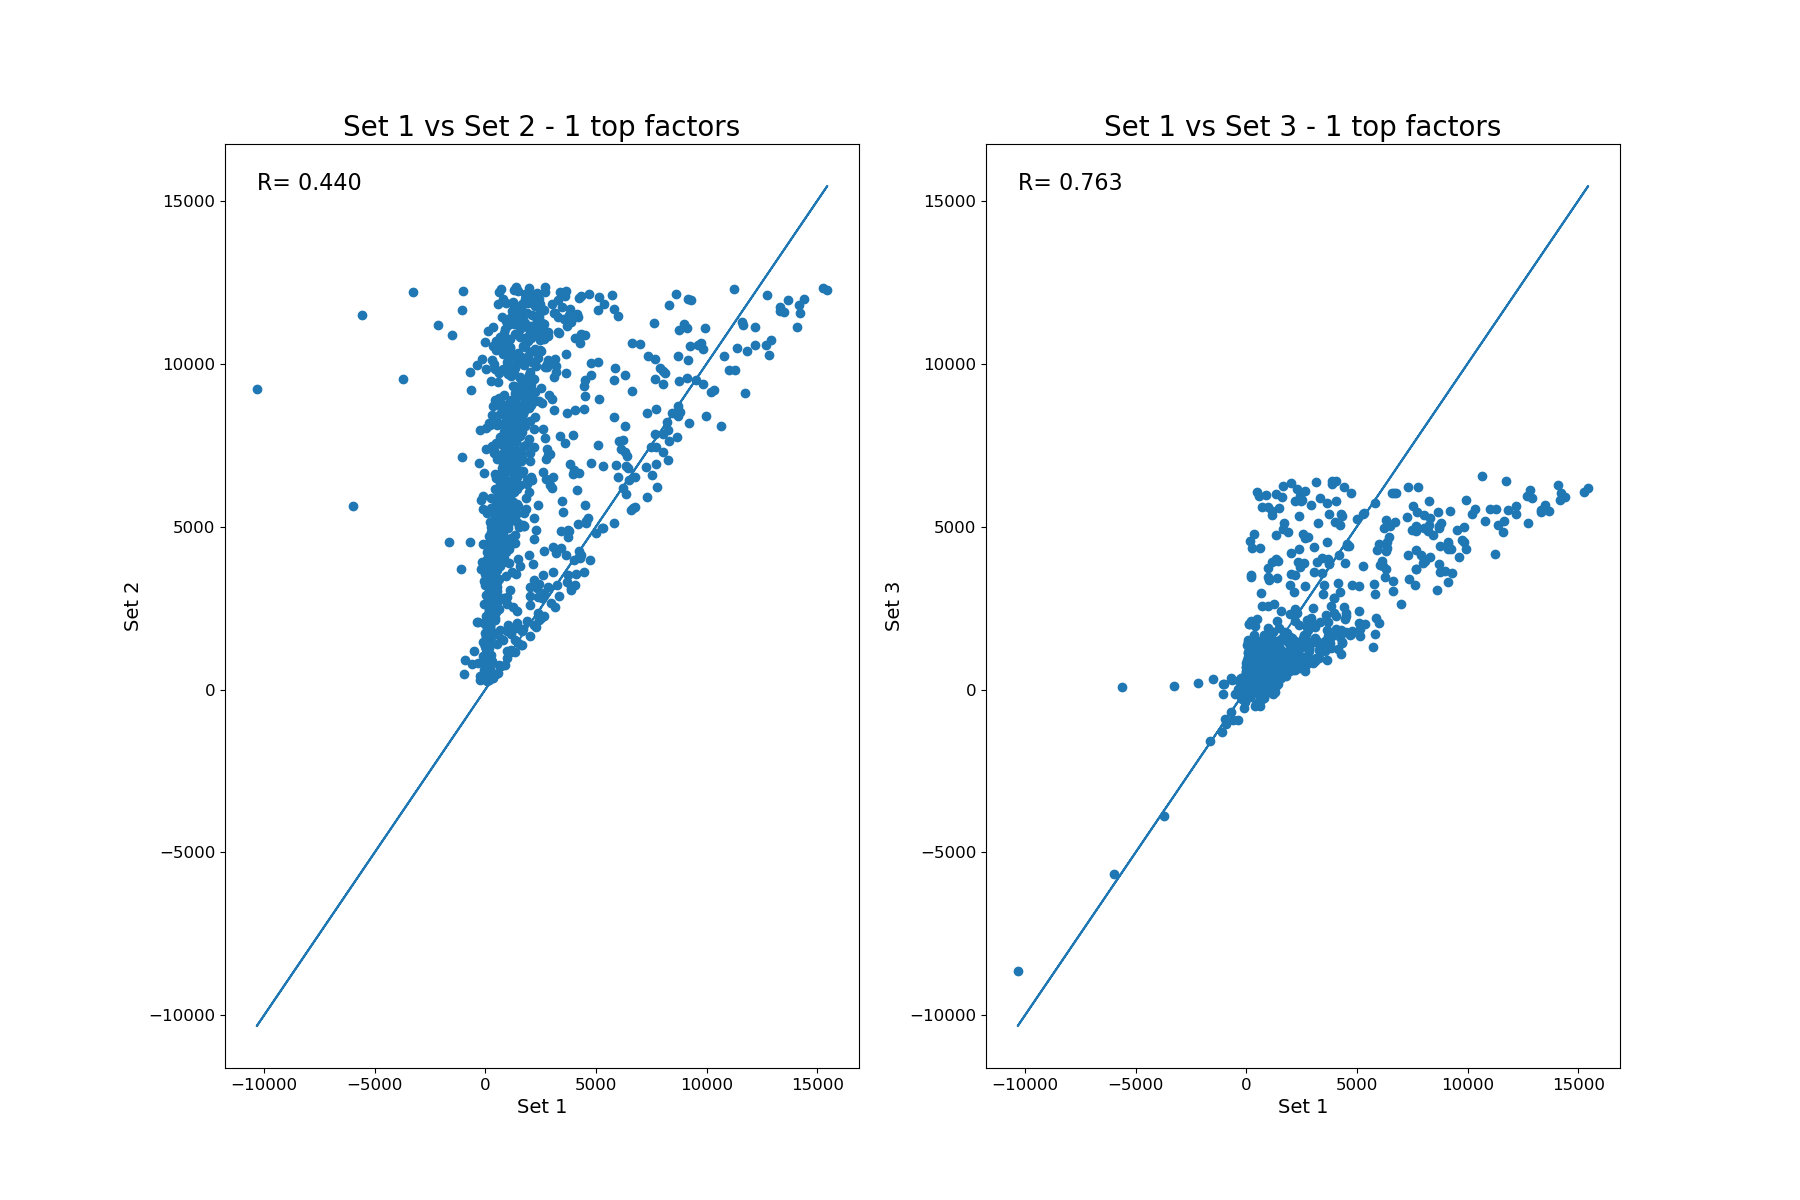 Set 1 vs Set 2 - 1 top factors
R= 0.440
15000
10000
5000
0
−5000
−10000
Set 2
−10000 −5000 0 5000 10000 15000
Set 1
Set 1 vs Set 3 - 1 top factors
R= 0.763
15000
10000
5000
0
−5000
−10000
Set 3
−10000 −5000 0 5000 10000 15000
Set 1